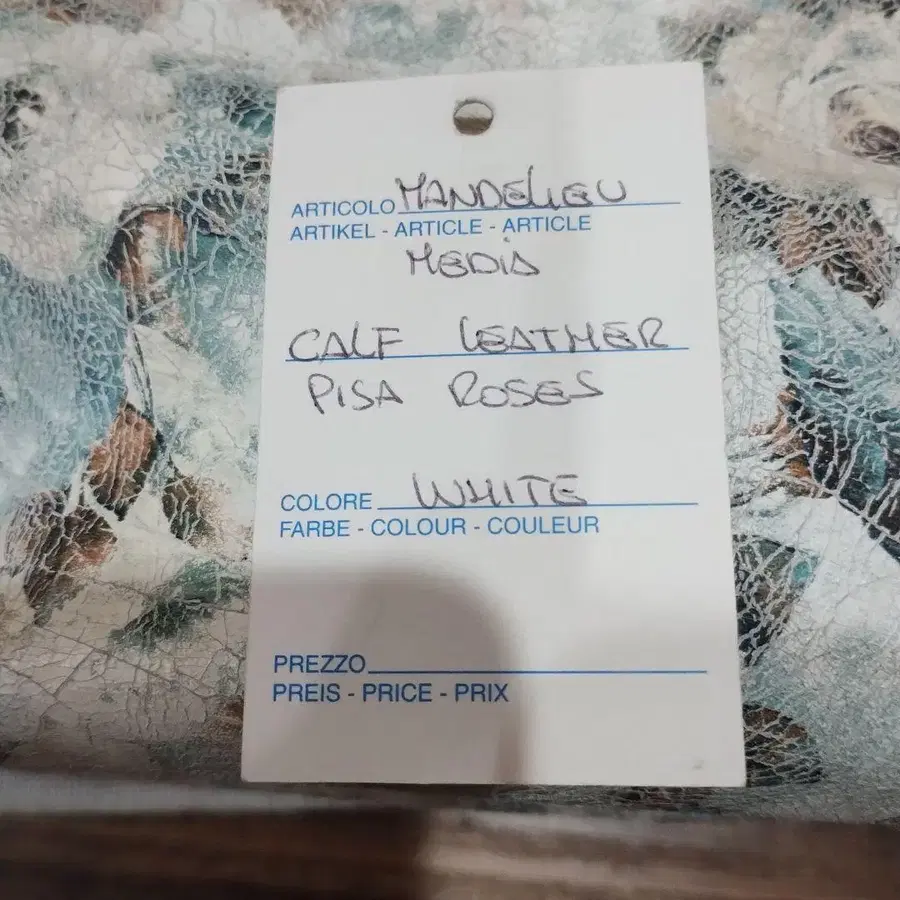 ARTICOLO MANDELIEU
ARTIKEL - ARTICLE - ARTICLE
MEDIA
CALF LEATHER
PISA ROSES
COLORE WHITE
FARBE - COLOUR - COULEUR
PREZZO
PREIS - PRICE - PRIX